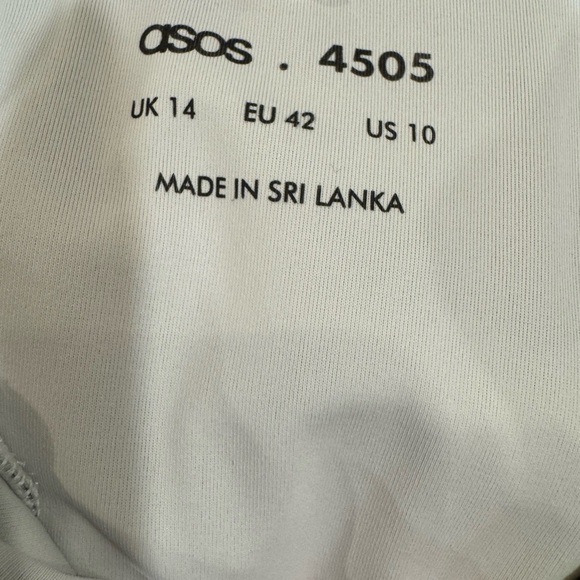 asos . 4505
UK 14 EU 42 US 10
MADE IN SRI LANKA